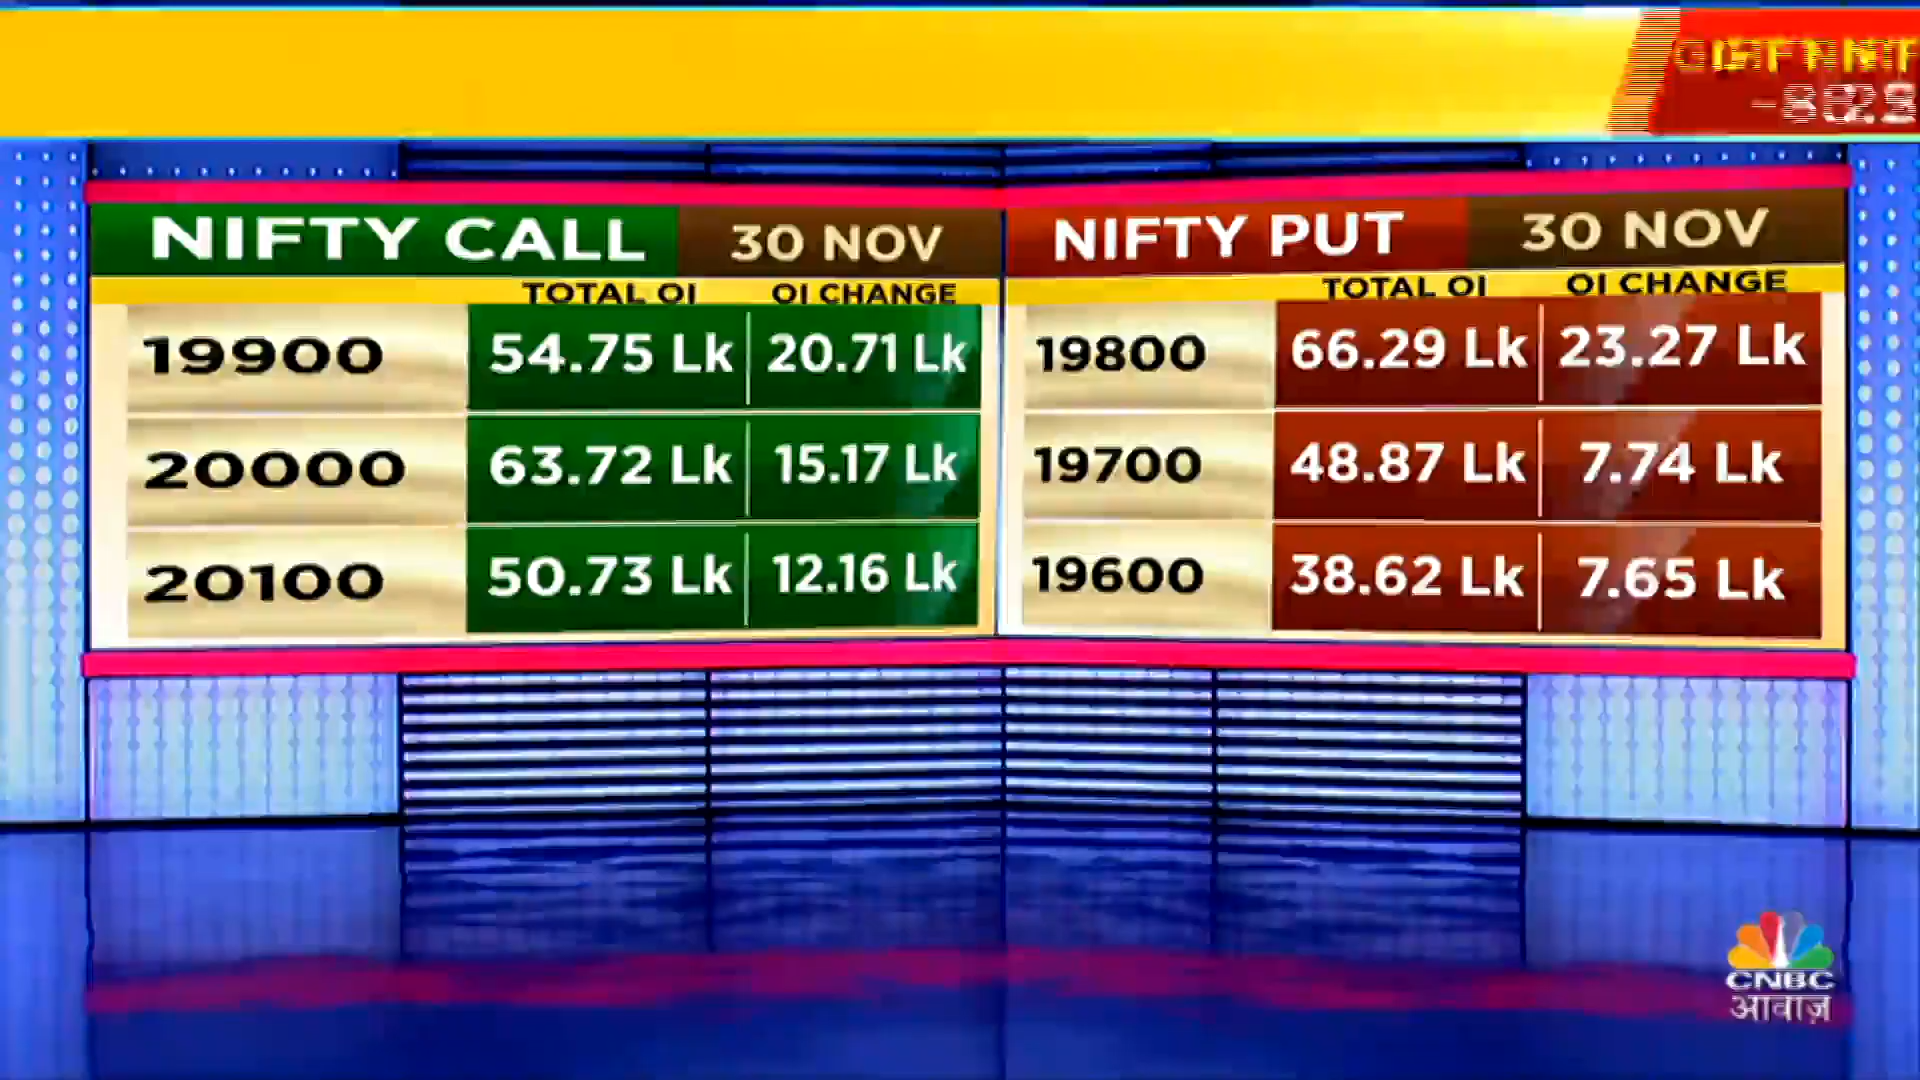 NIFTY CALL 30 NOV
TOTAL OI OI CHANGE
19900 54.75 Lk 20.71 Lk
20000 63.72 Lk 15.17 Lk
20100 50.73 Lk 12.16 Lk
NIFTY PUT 30 NOV
TOTAL OI OI CHANGE
19800 66.29 Lk 23.27 Lk
19700 48.87 Lk 7.74 Lk
19600 38.62 Lk 7.65 Lk
CNBC
आवाज़